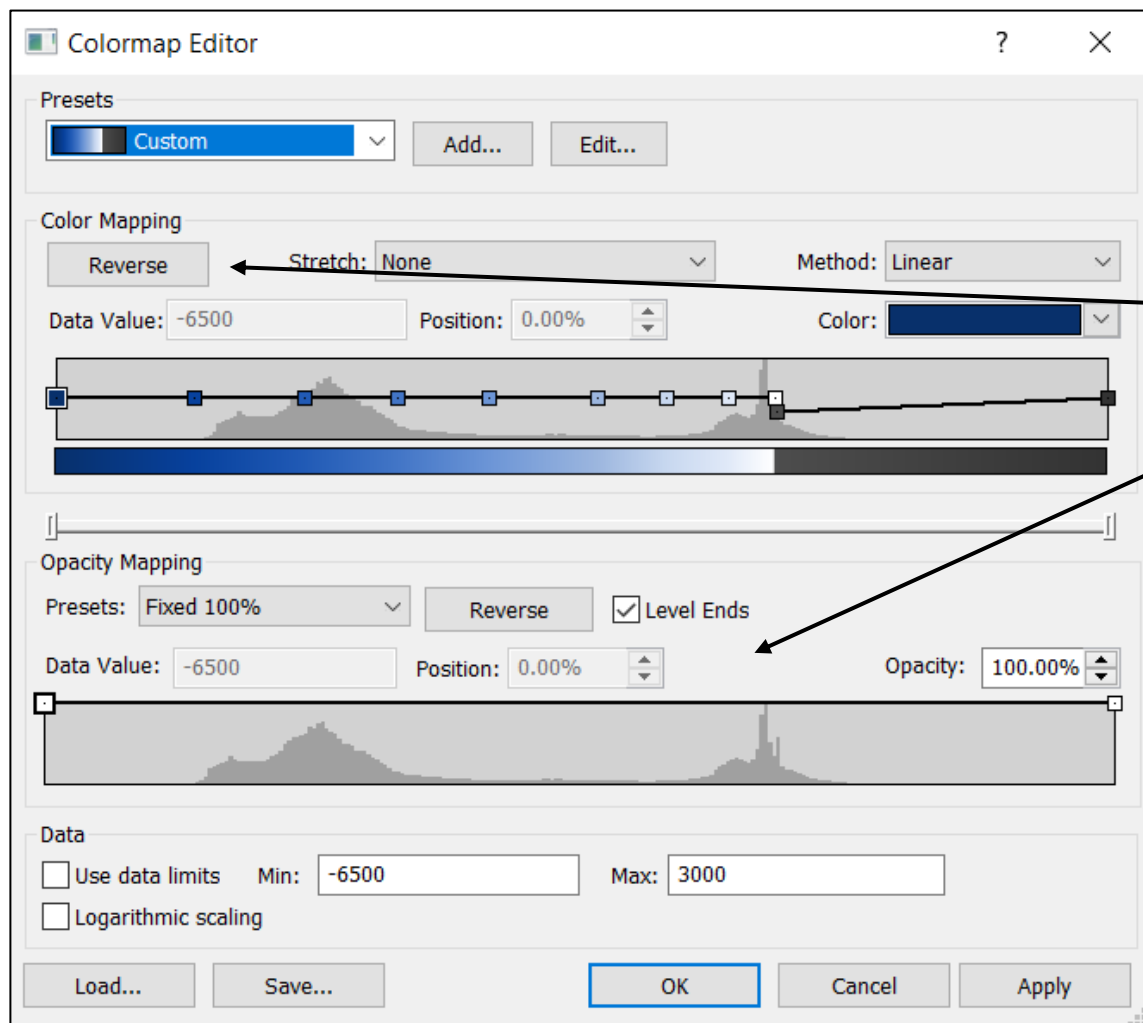 Colormap Editor ?
Presets
Custom Add... Edit...
Color Mapping
Reverse Stretch: None Method: Linear
Data Value: -6500 Position: 0.00% Color:
Opacity Mapping
Presets: Fixed 100% Reverse Level Ends
Data Value: -6500 Position: 0.00% Opacity: 100.00%
Data
Use data limits Min: -6500 Max: 3000
Logarithmic scaling
Load... Save... OK Cancel Apply